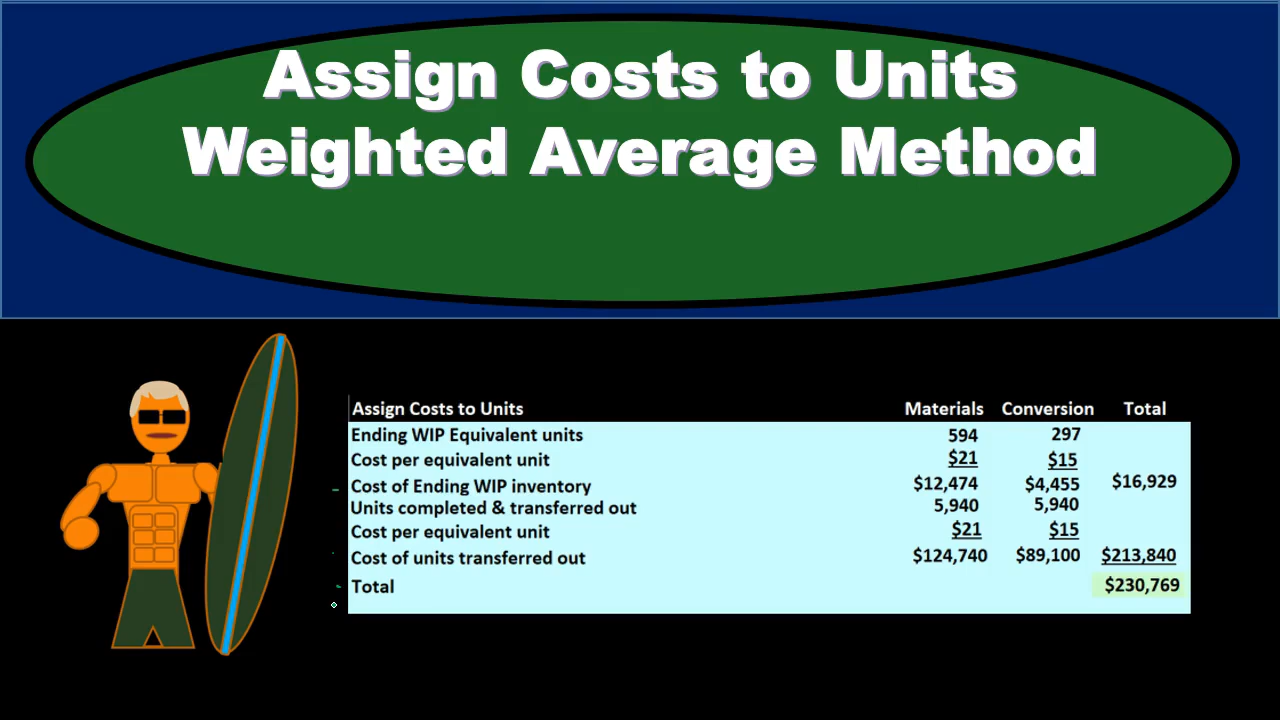 Assign Costs to Units
Weighted Average Method
Assign Costs to Units Materials Conversion Total
Ending WIP Equivalent units 594 297
Cost per equivalent unit $21 $15
Cost of Ending WIP inventory $12,474 $4,455 $16,929
Units completed & transferred out 5,940 5,940
Cost per equivalent unit $21 $15
Cost of units transferred out $124,740 $89,100 $213,840
Total $230,769